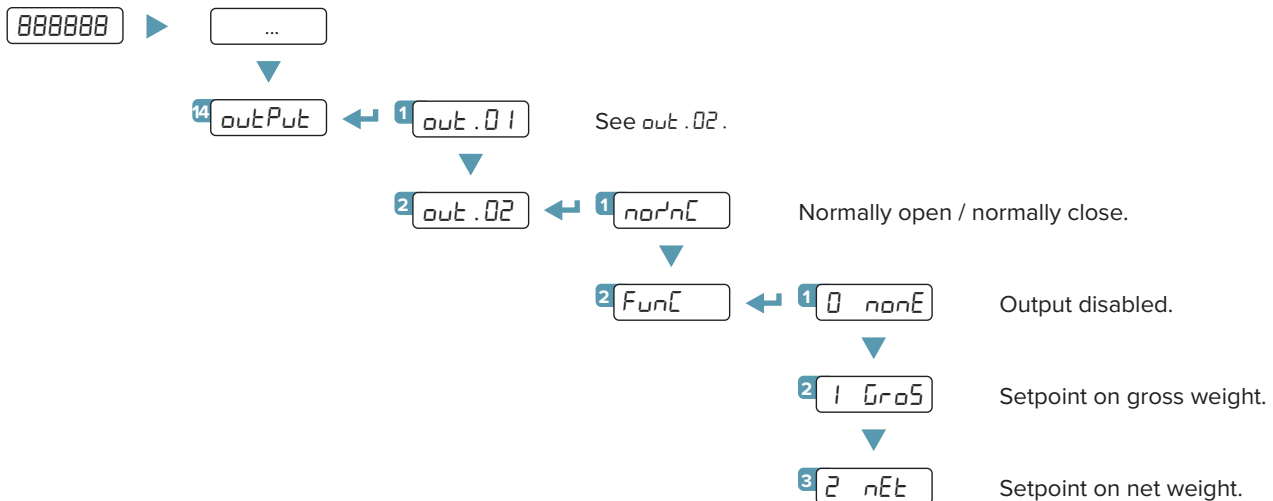 888888
...
14 outPut 1 out.01 See out.02.
2 out.02 1 no/nC Normally open / normally close.
2 FunC 1 0 nonE Output disabled.
2 1 GroS Setpoint on gross weight.
3 2 nEt Setpoint on net weight.